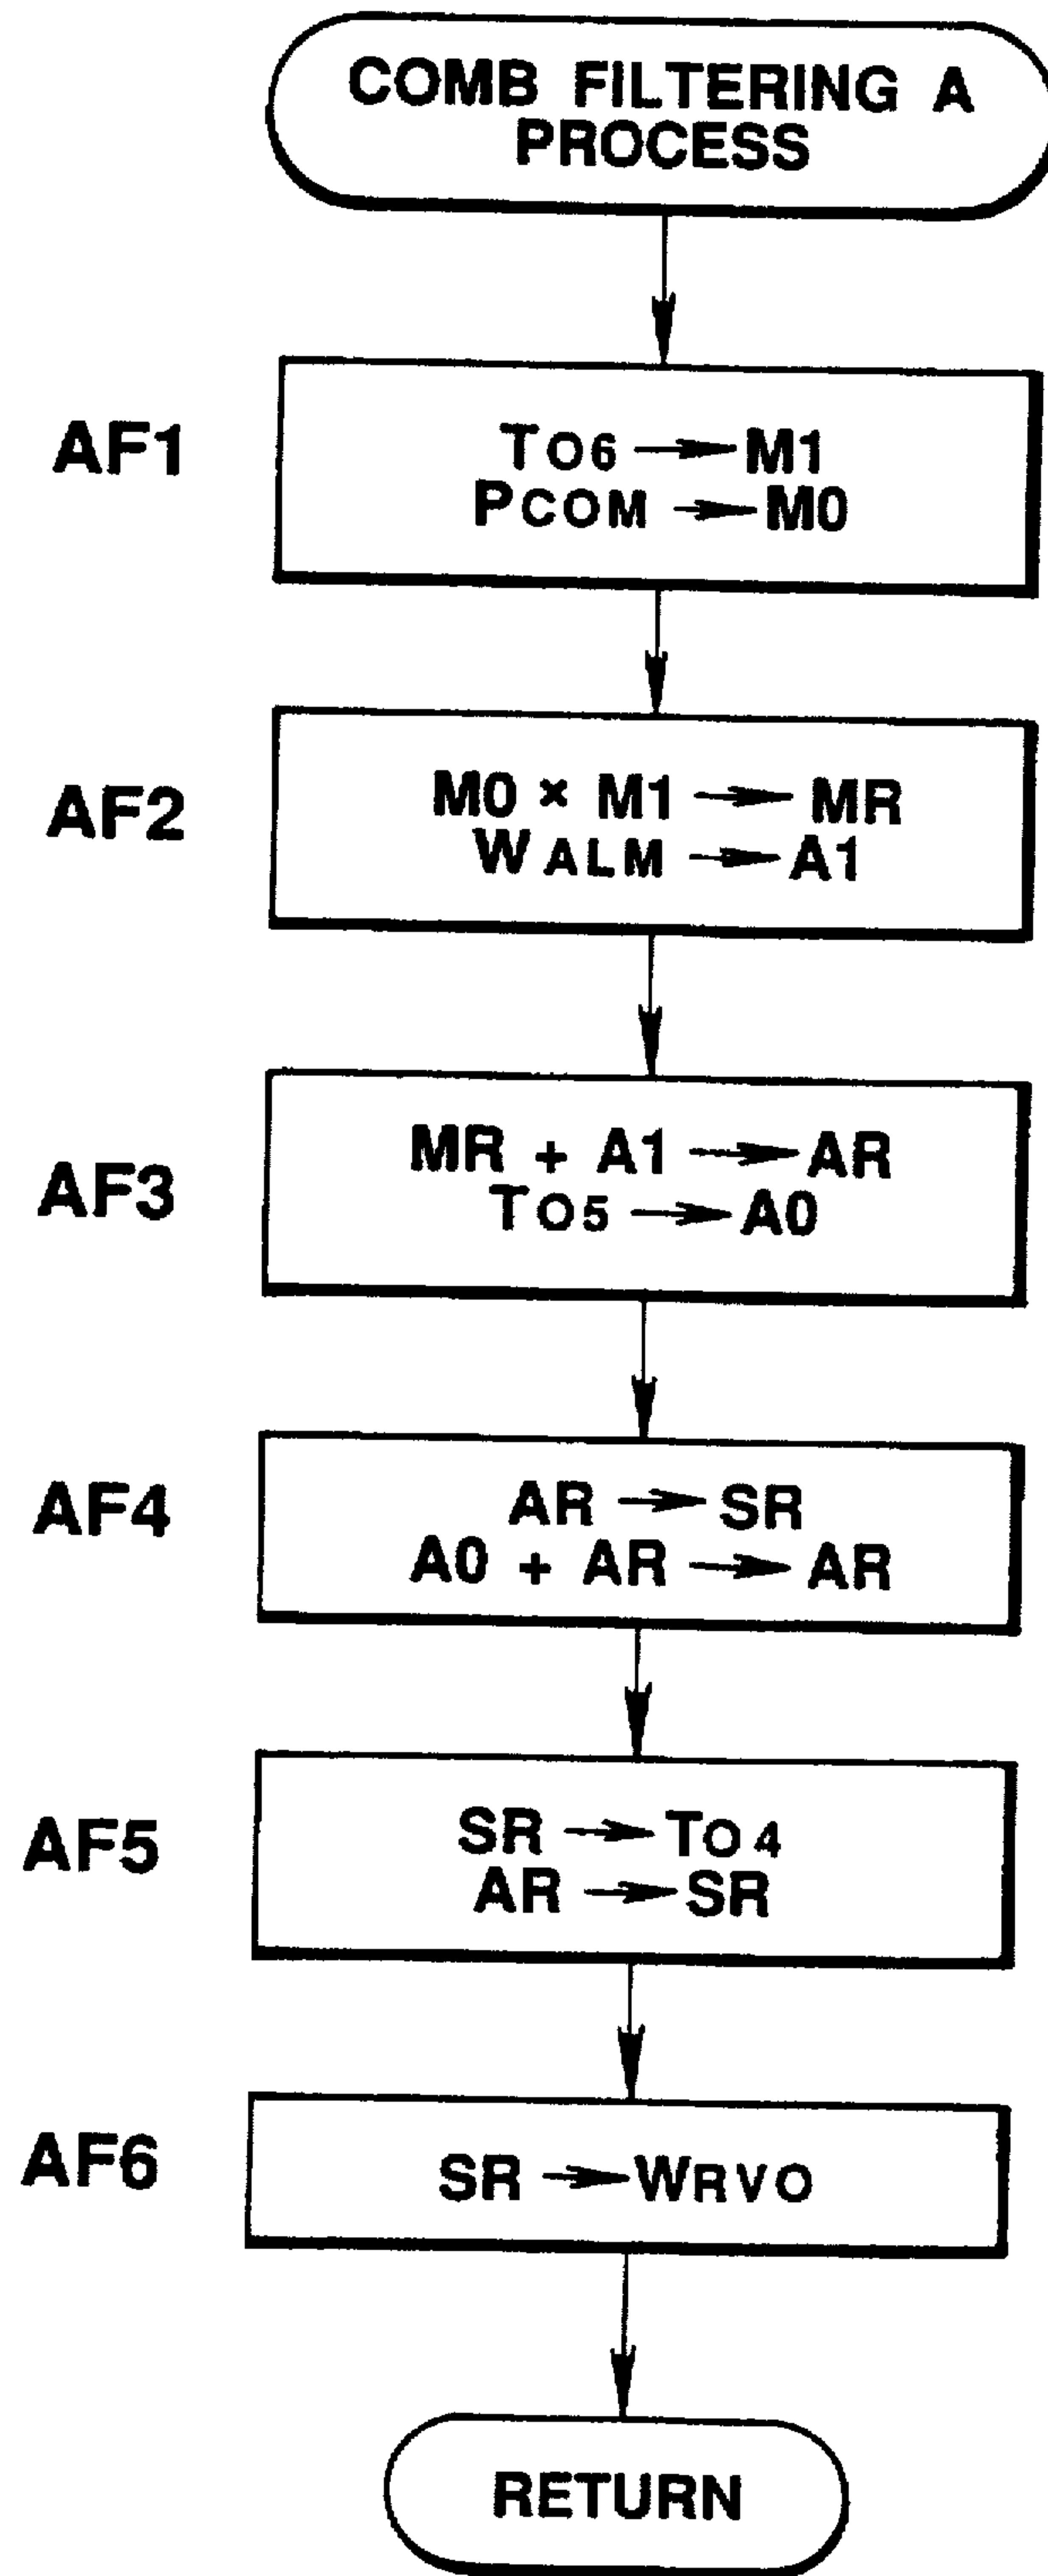 COMB FILTERING A
PROCESS
AF1
TO6 → M1
PCOM → M0
AF2
M0 × M1 → MR
WALM → A1
AF3
MR + A1 → AR
TO5 → A0
AF4
AR → SR
A0 + AR → AR
AF5
SR → TO4
AR → SR
AF6
SR → WRVO
RETURN